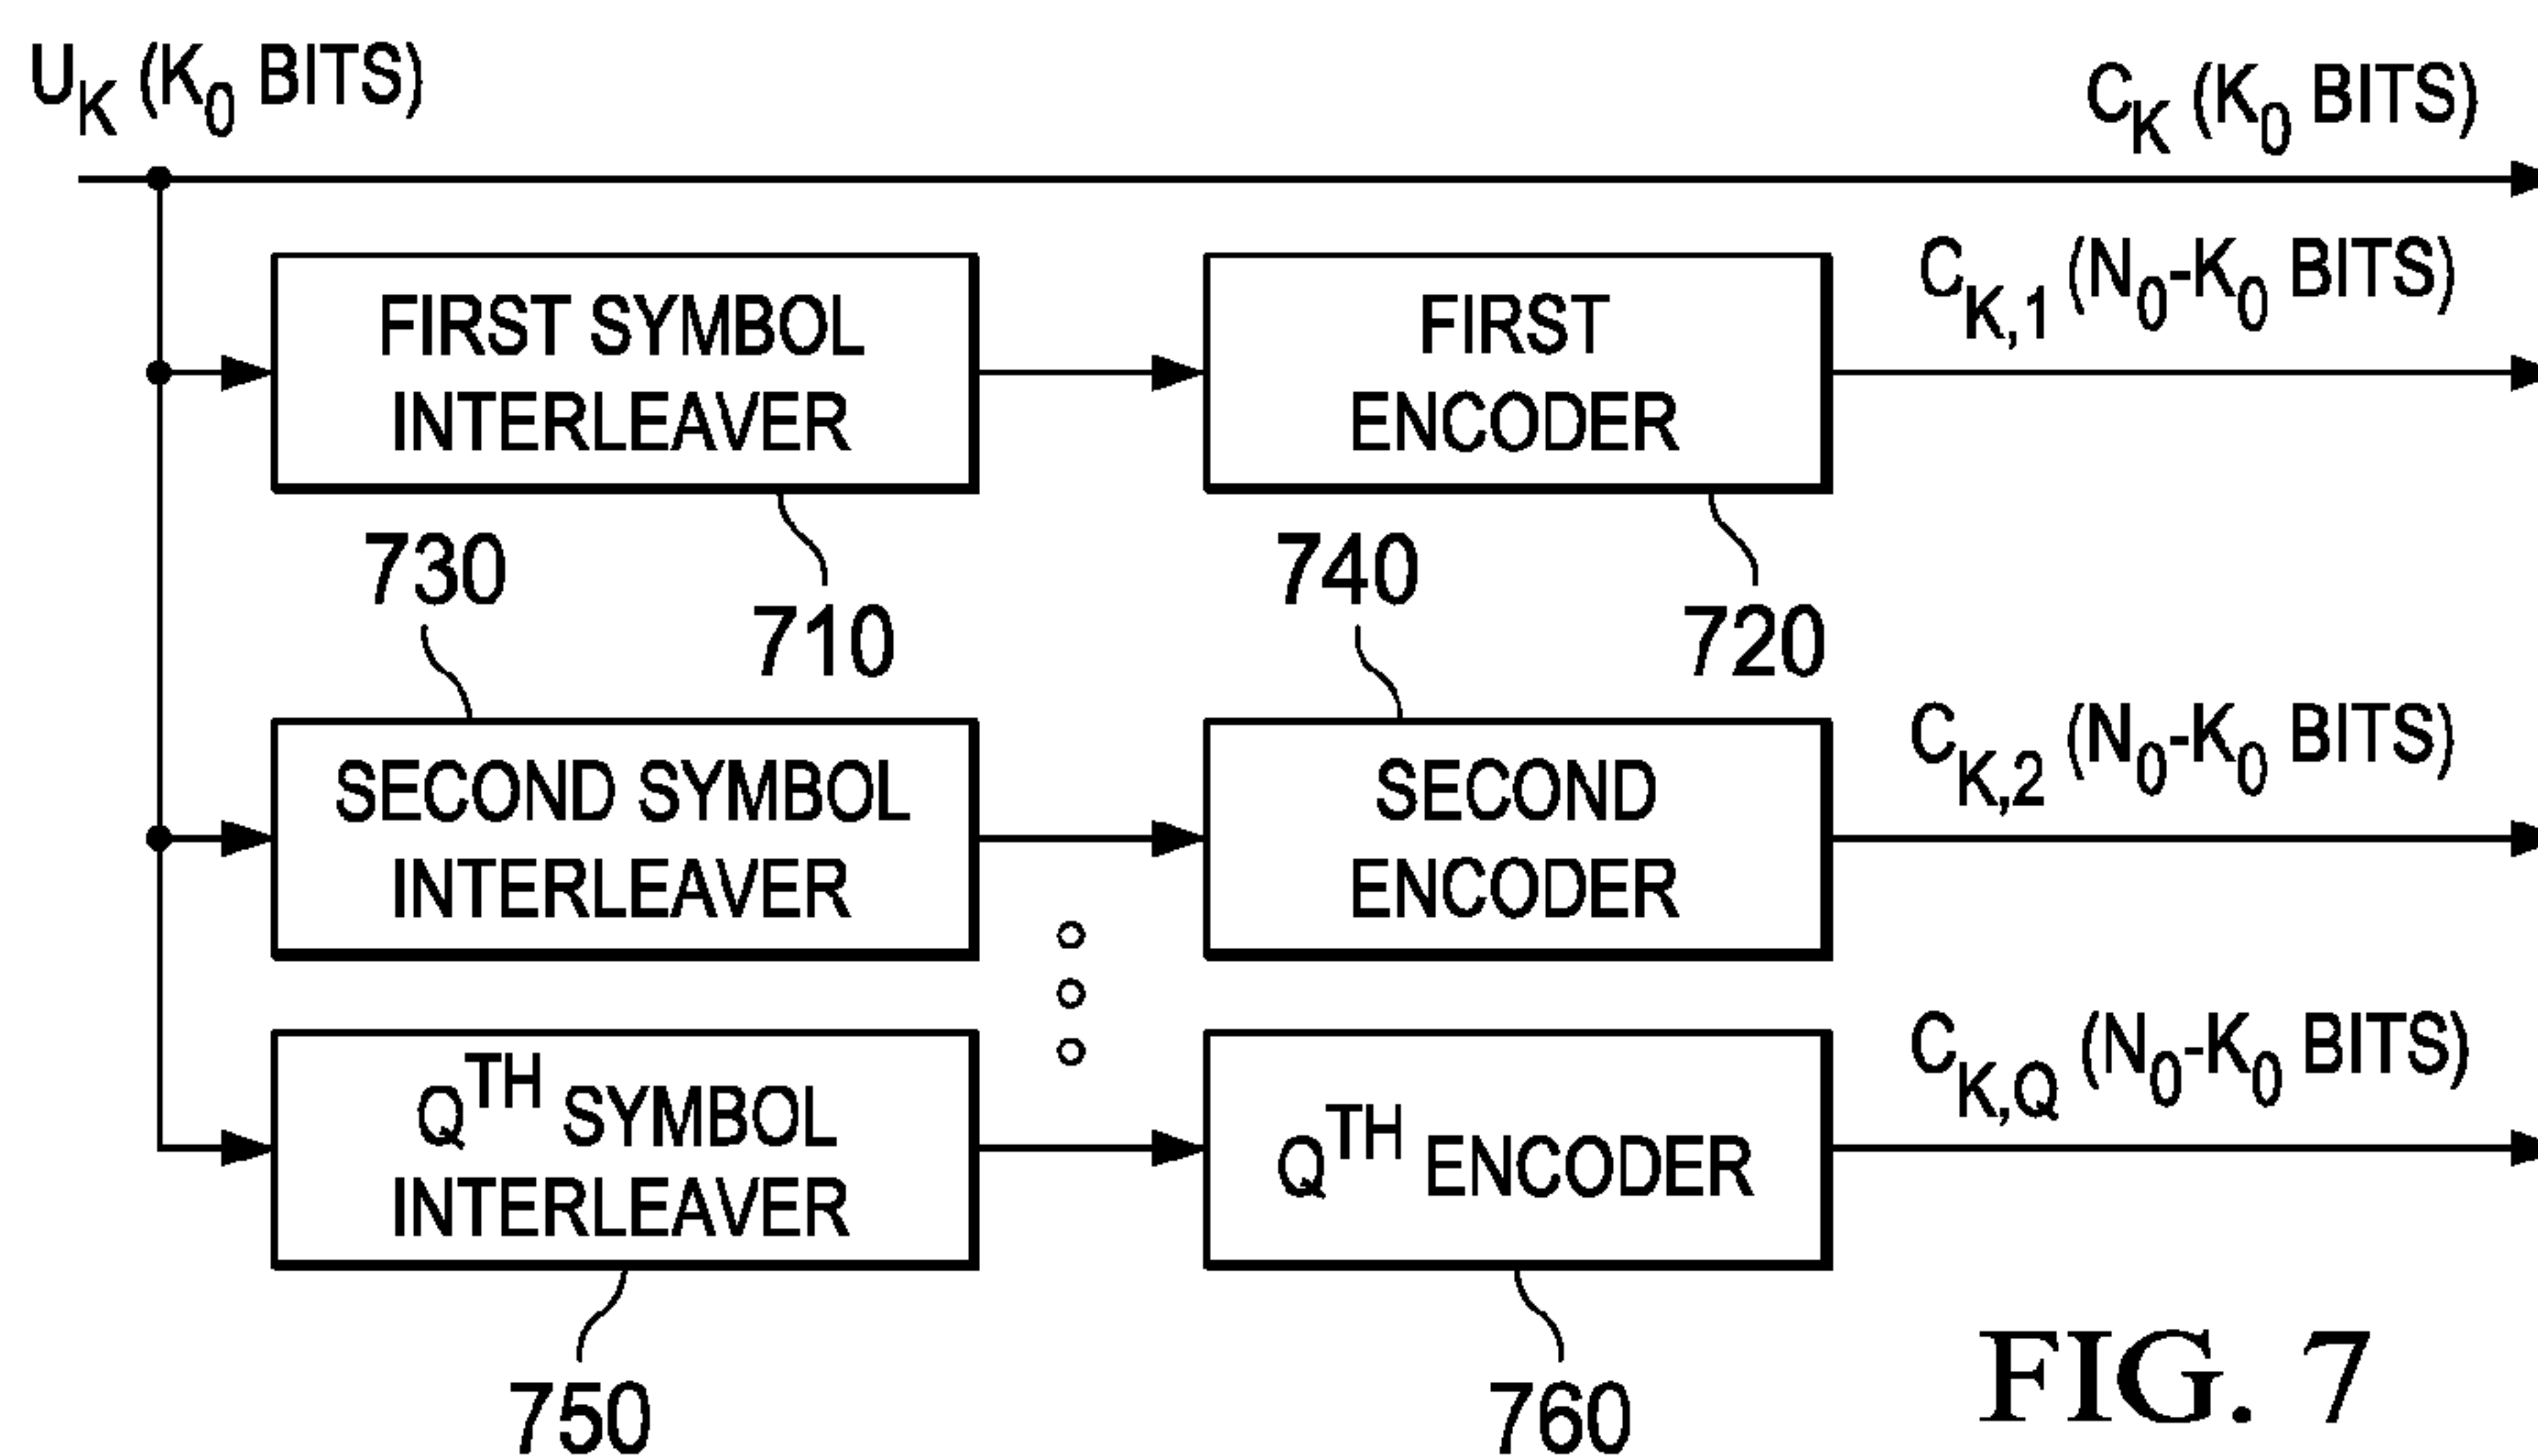 U_K (K_0 BITS)
C_K (K_0 BITS)
C_K,1 (N_0-K_0 BITS)
FIRST SYMBOL
INTERLEAVER
FIRST
ENCODER
730
710
740
720
C_K,2 (N_0-K_0 BITS)
SECOND SYMBOL
INTERLEAVER
SECOND
ENCODER
C_K,Q (N_0-K_0 BITS)
Q^TH SYMBOL
INTERLEAVER
Q^TH ENCODER
750
760
FIG. 7